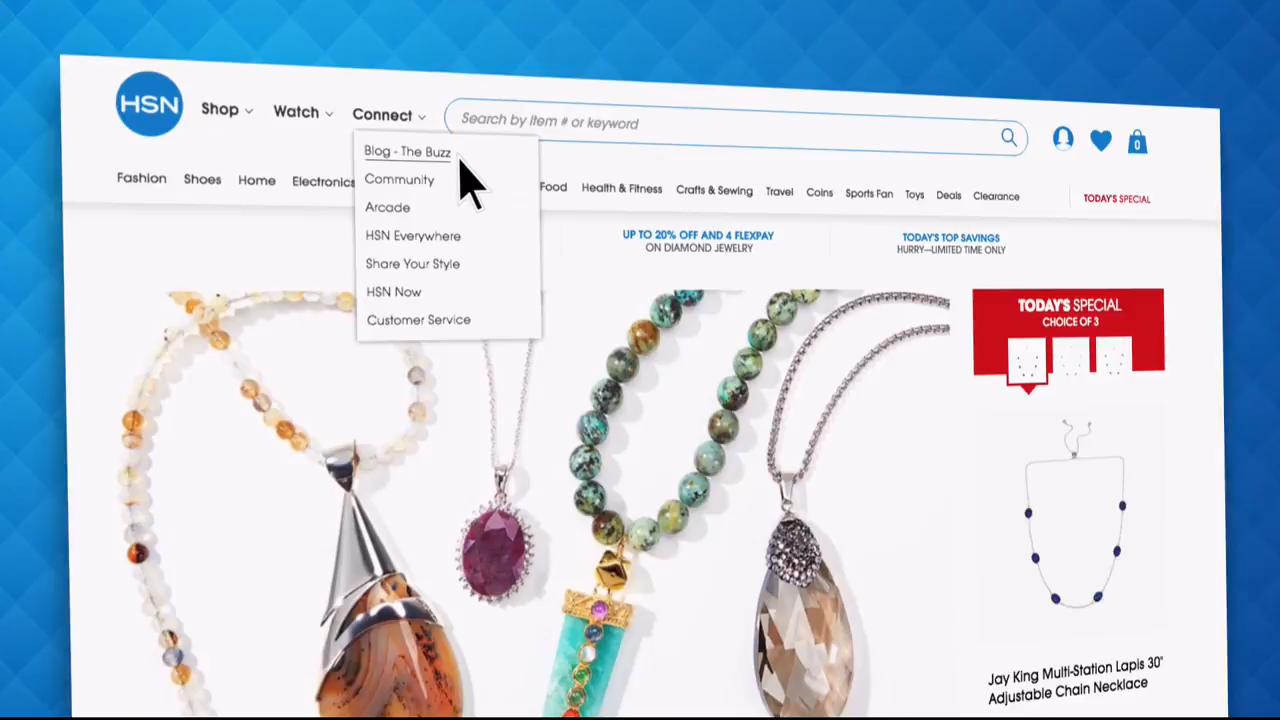 HSN
Shop
Watch
Connect
Search by item # or keyword
0
Blog - The Buzz
Community
Arcade
HSN Everywhere
Share Your Style
HSN Now
Customer Service
Fashion
Shoes
Home
Electronics
Food
Health & Fitness
Crafts & Sewing
Travel
Coins
Sports Fan
Toys
Deals
Clearance
TODAY'S SPECIAL
UP TO 20% OFF AND 4 FLEXPAY
ON DIAMOND JEWELRY
TODAY'S TOP SAVINGS
HURRY—LIMITED TIME ONLY
TODAY'S SPECIAL
CHOICE OF 3
Jay King Multi-Station Lapis 30"
Adjustable Chain Necklace